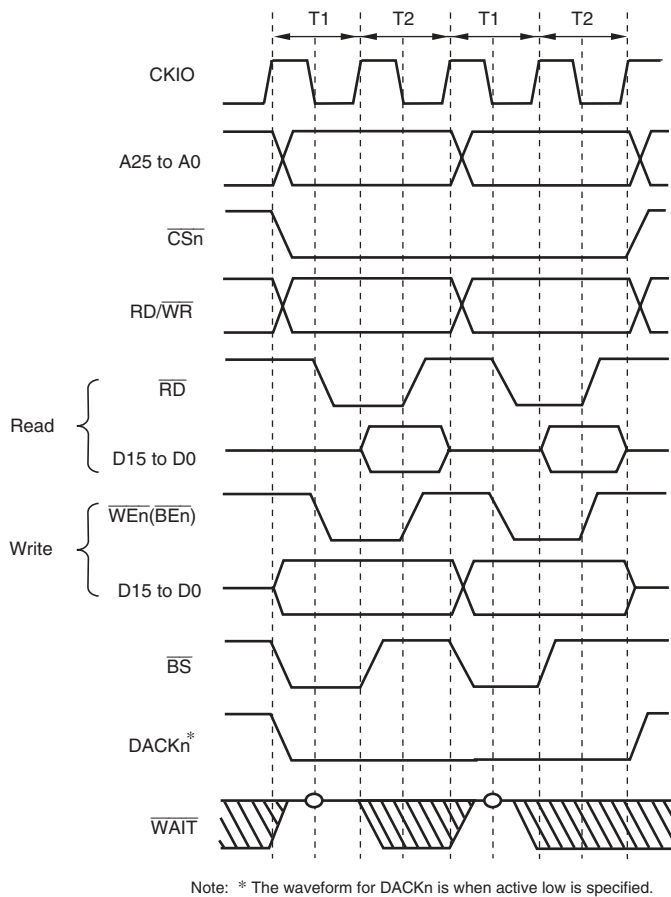 T1 T2 T1 T2
CKIO
A25 to A0
CSn
RD/WR
RD
Read
D15 to D0
WEn(BEn)
Write
D15 to D0
BS
DACKn*
WAIT
Note: * The waveform for DACKn is when active low is specified.